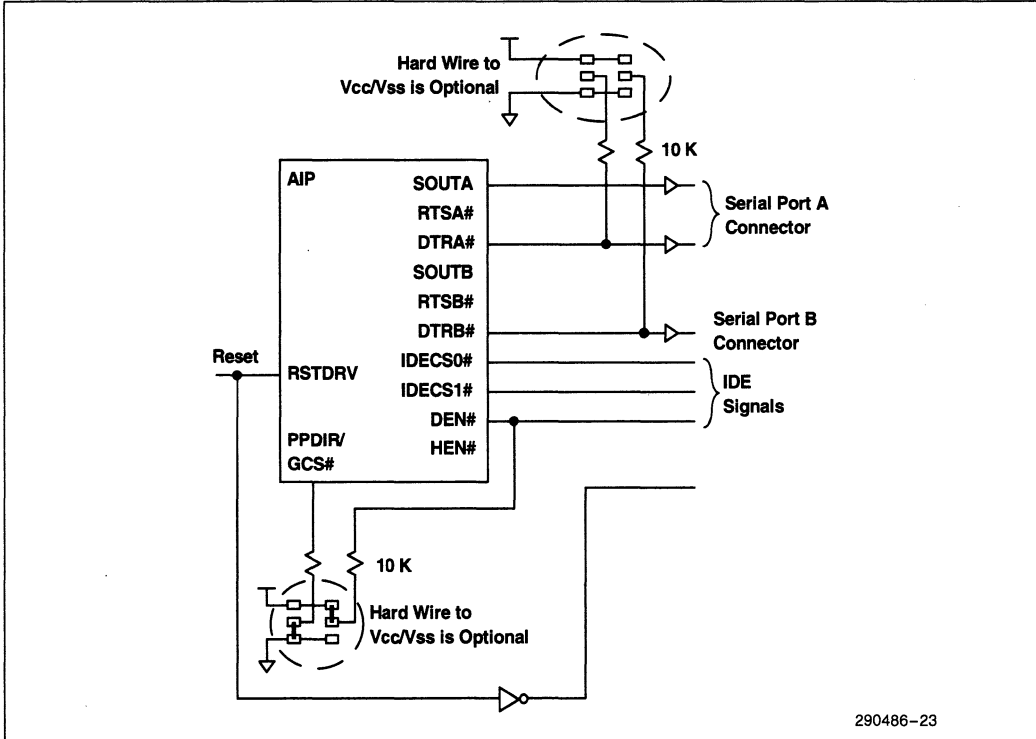 Hard Wire to
Vcc/Vss is Optional
10 K
AIP
SOUTA
RTSA#
DTRA#
SOUTB
RTSB#
DTRB#
IDECS0#
IDECS1#
DEN#
HEN#
Reset
RSTDRV
PPDIR/
GCS#
Serial Port A
Connector
Serial Port B
Connector
IDE
Signals
10 K
Hard Wire to
Vcc/Vss is Optional
290486–23